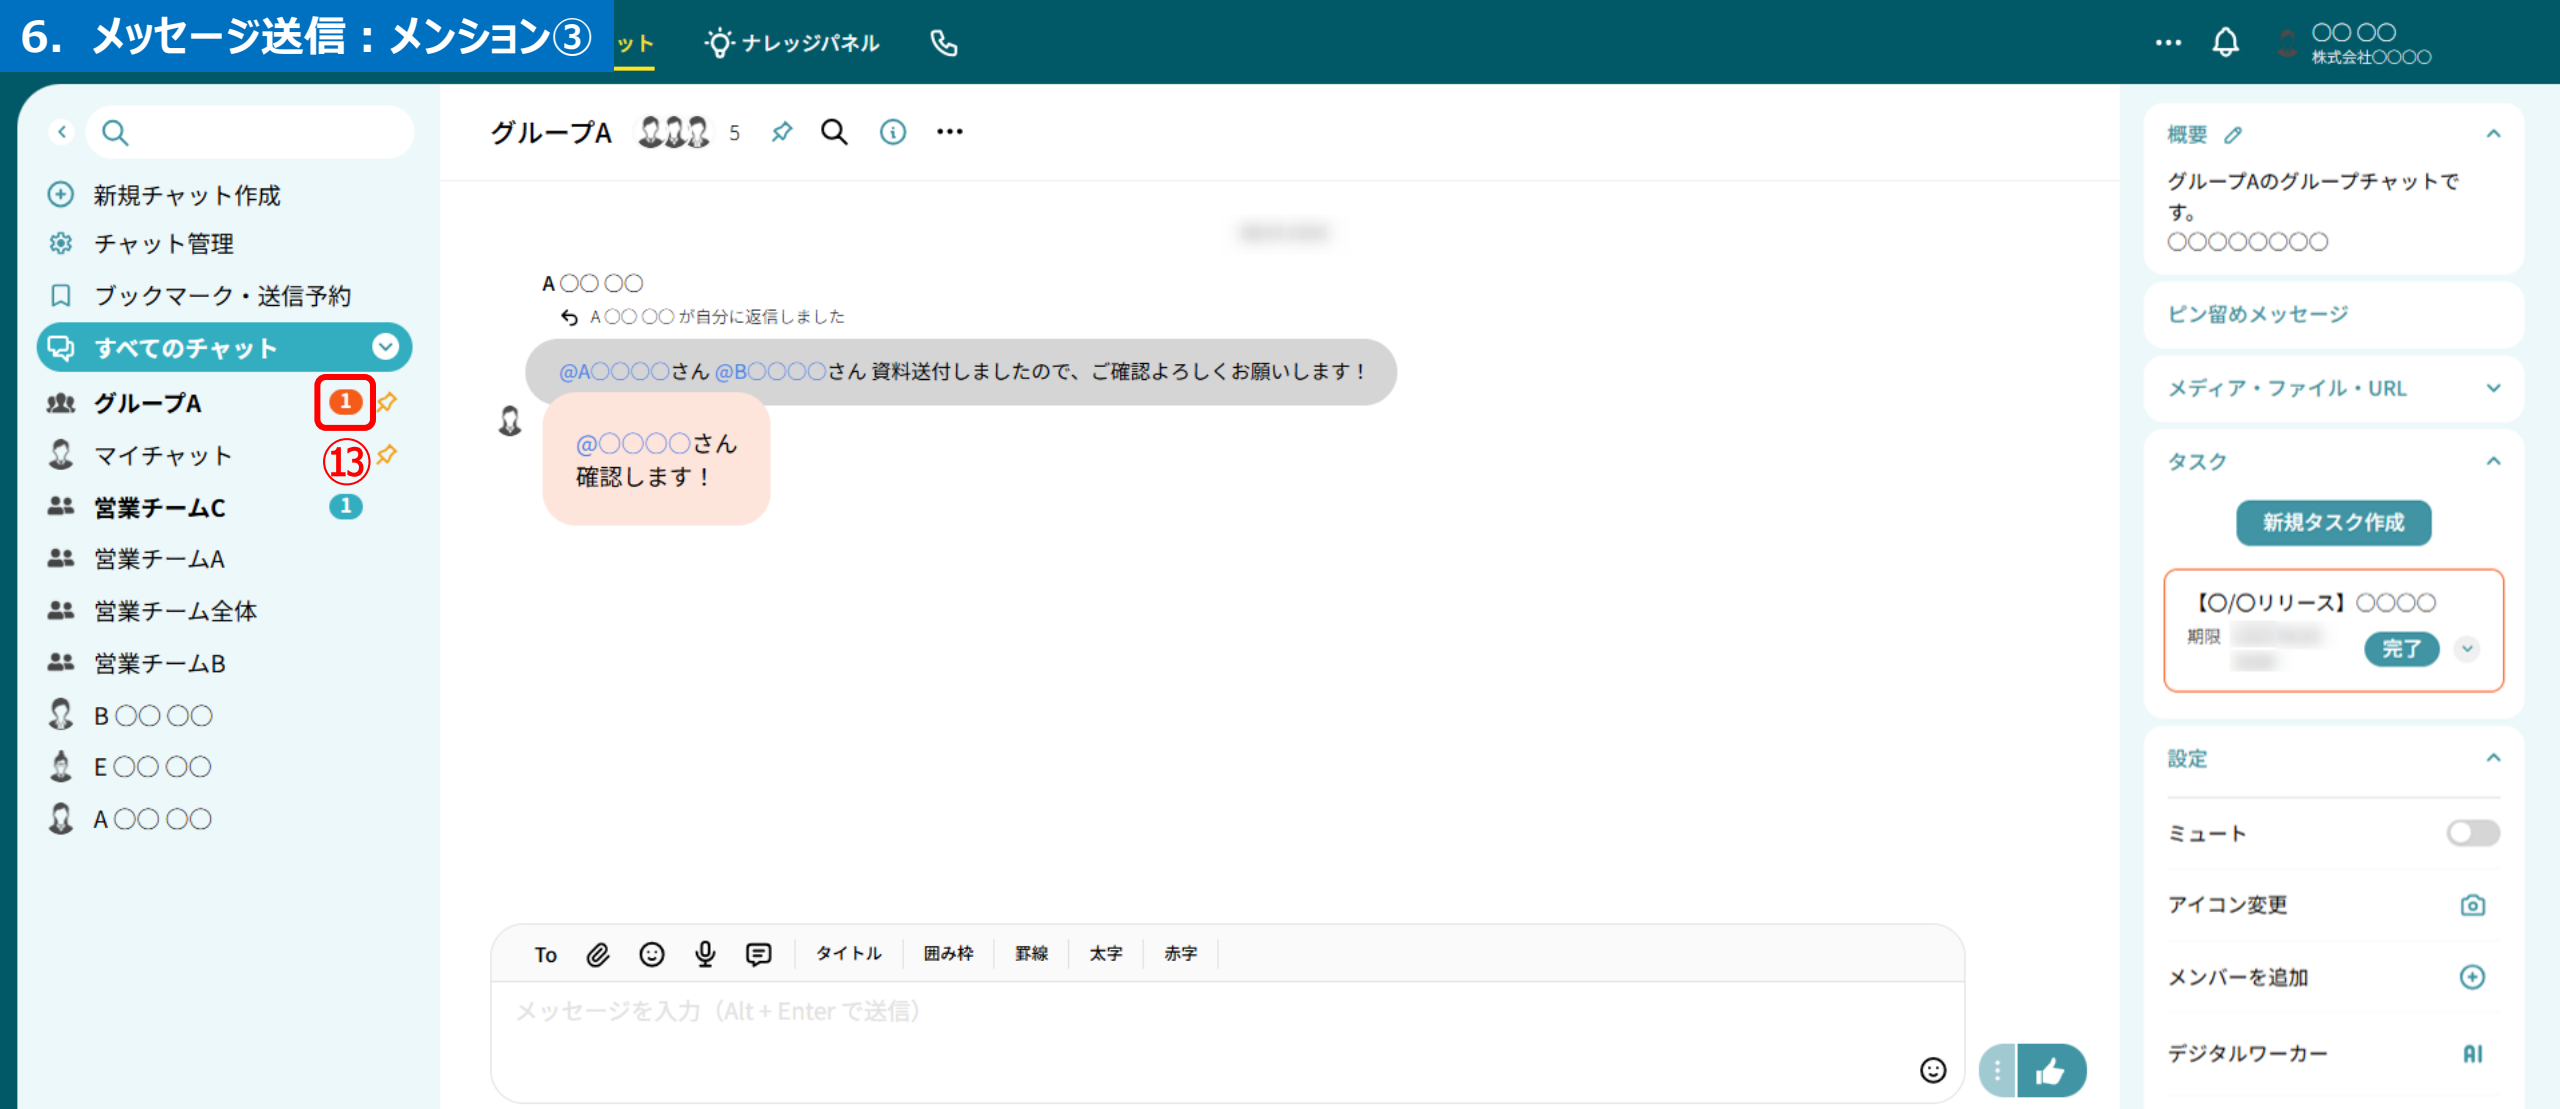 6. メッセージ送信：メンション③
ット
ナレッジパネル
〇〇 〇〇
株式会社〇〇〇〇
新規チャット作成
チャット管理
ブックマーク・送信予約
すべてのチャット
グループA
1
マイチャット
⑬
営業チームC
1
営業チームA
営業チーム全体
営業チームB
B 〇〇 〇〇
E 〇〇 〇〇
A 〇〇 〇〇
グループA
5
A 〇〇 〇〇
A 〇〇 〇〇 が自分に返信しました
@A〇〇〇〇さん @B〇〇〇〇さん 資料送付しましたので、ご確認よろしくお願いします！
@〇〇〇〇さん
確認します！
To
タイトル
囲み枠
罫線
太字
赤字
メッセージを入力（Alt + Enter で送信）
概要
グループAのグループチャットで
す。
〇〇〇〇〇〇〇〇
ピン留めメッセージ
メディア・ファイル・URL
タスク
新規タスク作成
【〇/〇リリース】〇〇〇〇
期限
完了
設定
ミュート
アイコン変更
メンバーを追加
デジタルワーカー
AI